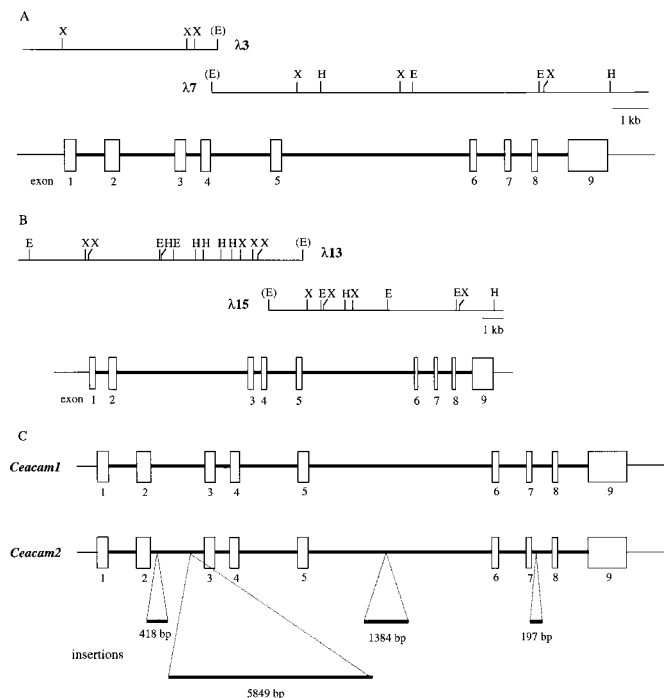 A
X X X (E) λ3
λ7 (E) X H X E E X H
1 kb
exon 1 2 3 4 5 6 7 8 9
B
E X X E H E H H H H X X X (E) λ13
λ15 (E) X E X H X E E X H
1 kb
exon 1 2 3 4 5 6 7 8 9
C
Ceacam1
1 2 3 4 5 6 7 8 9
Ceacam2
1 2 3 4 5 6 7 8 9
418 bp 1384 bp 197 bp
insertions
5849 bp